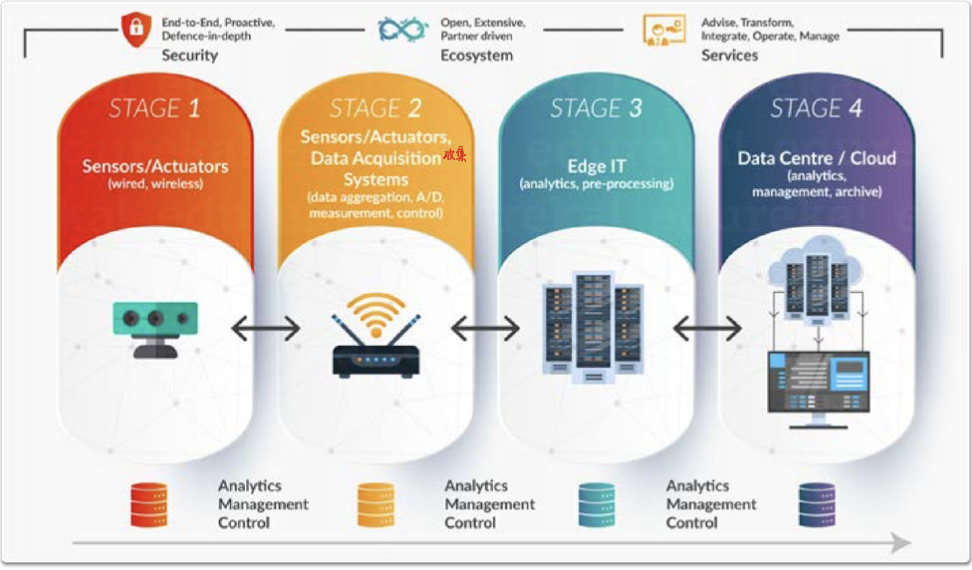 End-to-End, Proactive,
Defence-in-depth
Security
Open, Extensive,
Partner driven
Ecosystem
Advise, Transform,
Integrate, Operate, Manage
Services
STAGE 1
Sensors/Actuators
(wired, wireless)
STAGE 2
Sensors/Actuators,
Data Acquisition 收集
Systems
(data aggregation, A/D,
measurement, control)
STAGE 3
Edge IT
(analytics, pre-processing)
STAGE 4
Data Centre / Cloud
(analytics,
management, archive)
Analytics
Management
Control
Analytics
Management
Control
Analytics
Management
Control